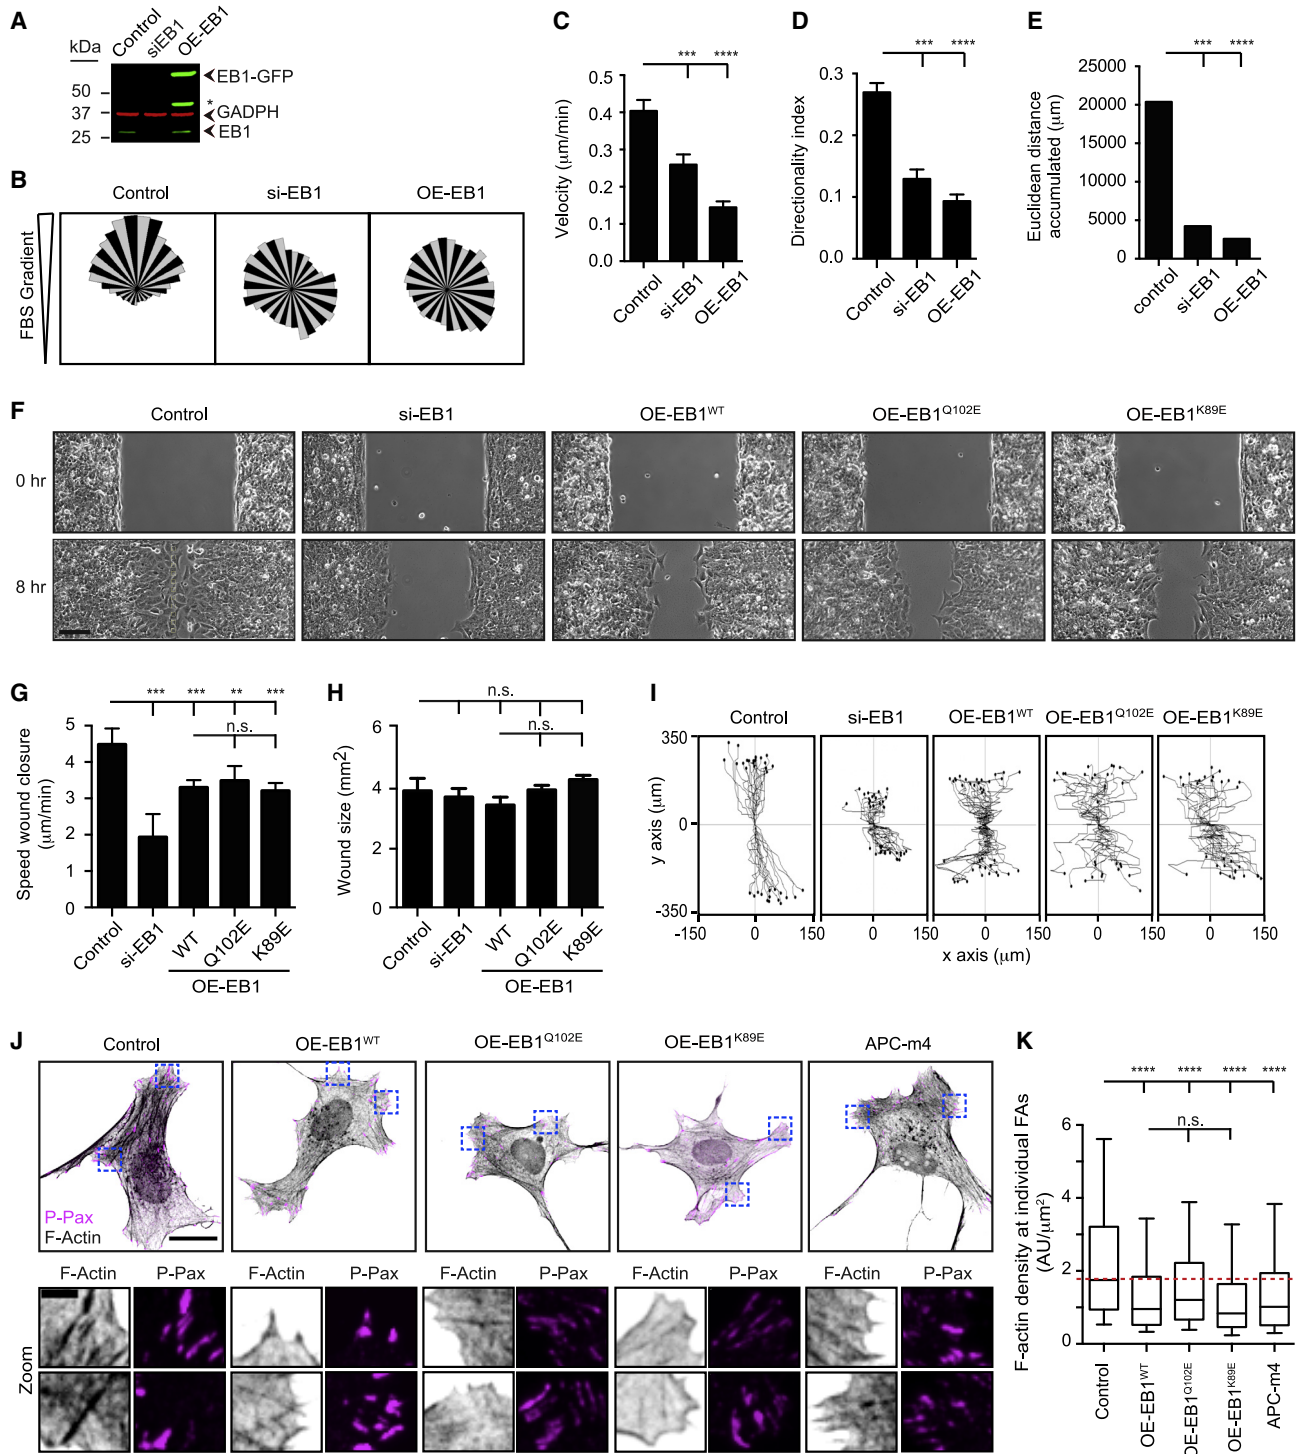 A
Control
siEB1
OE-EB1
kDa
50
37
25
EB1-GFP
*
GADPH
EB1
B
Control
si-EB1
OE-EB1
FBS Gradient
C
*** ****
Velocity (μm/min)
0.5
0.4
0.3
0.2
0.1
0.0
Control
si-EB1
OE-EB1
D
*** ****
Directionality index
0.3
0.2
0.1
0.0
Control
si-EB1
OE-EB1
E
*** ****
Euclidean distance
accumulated (μm)
25000
20000
15000
10000
5000
0
Control
si-EB1
OE-EB1
F
Control
si-EB1
OE-EB1WT
OE-EB1Q102E
OE-EB1K89E
0 hr
8 hr
G
*** *** ** ***
n.s.
Speed wound closure
(μm/min)
5
4
3
2
1
0
Control
si-EB1
WT
Q102E
K89E
OE-EB1
H
n.s.
n.s.
Wound size (mm2)
6
4
2
0
Control
si-EB1
WT
Q102E
K89E
OE-EB1
I
Control
si-EB1
OE-EB1WT
OE-EB1Q102E
OE-EB1K89E
y axis (μm)
350
0
-350
-150 0 150 0 150 0 150 0 150 0 150
x axis (μm)
J
Control
OE-EB1WT
OE-EB1Q102E
OE-EB1K89E
APC-m4
P-Pax
F-Actin
F-Actin P-Pax F-Actin P-Pax F-Actin P-Pax F-Actin P-Pax F-Actin P-Pax
Zoom
K
**** **** **** ****
n.s.
F-actin density at individual FAs
(AU/μm2)
6
4
2
0
Control
OE-EB1WT
OE-EB1Q102E
OE-EB1K89E
APC-m4